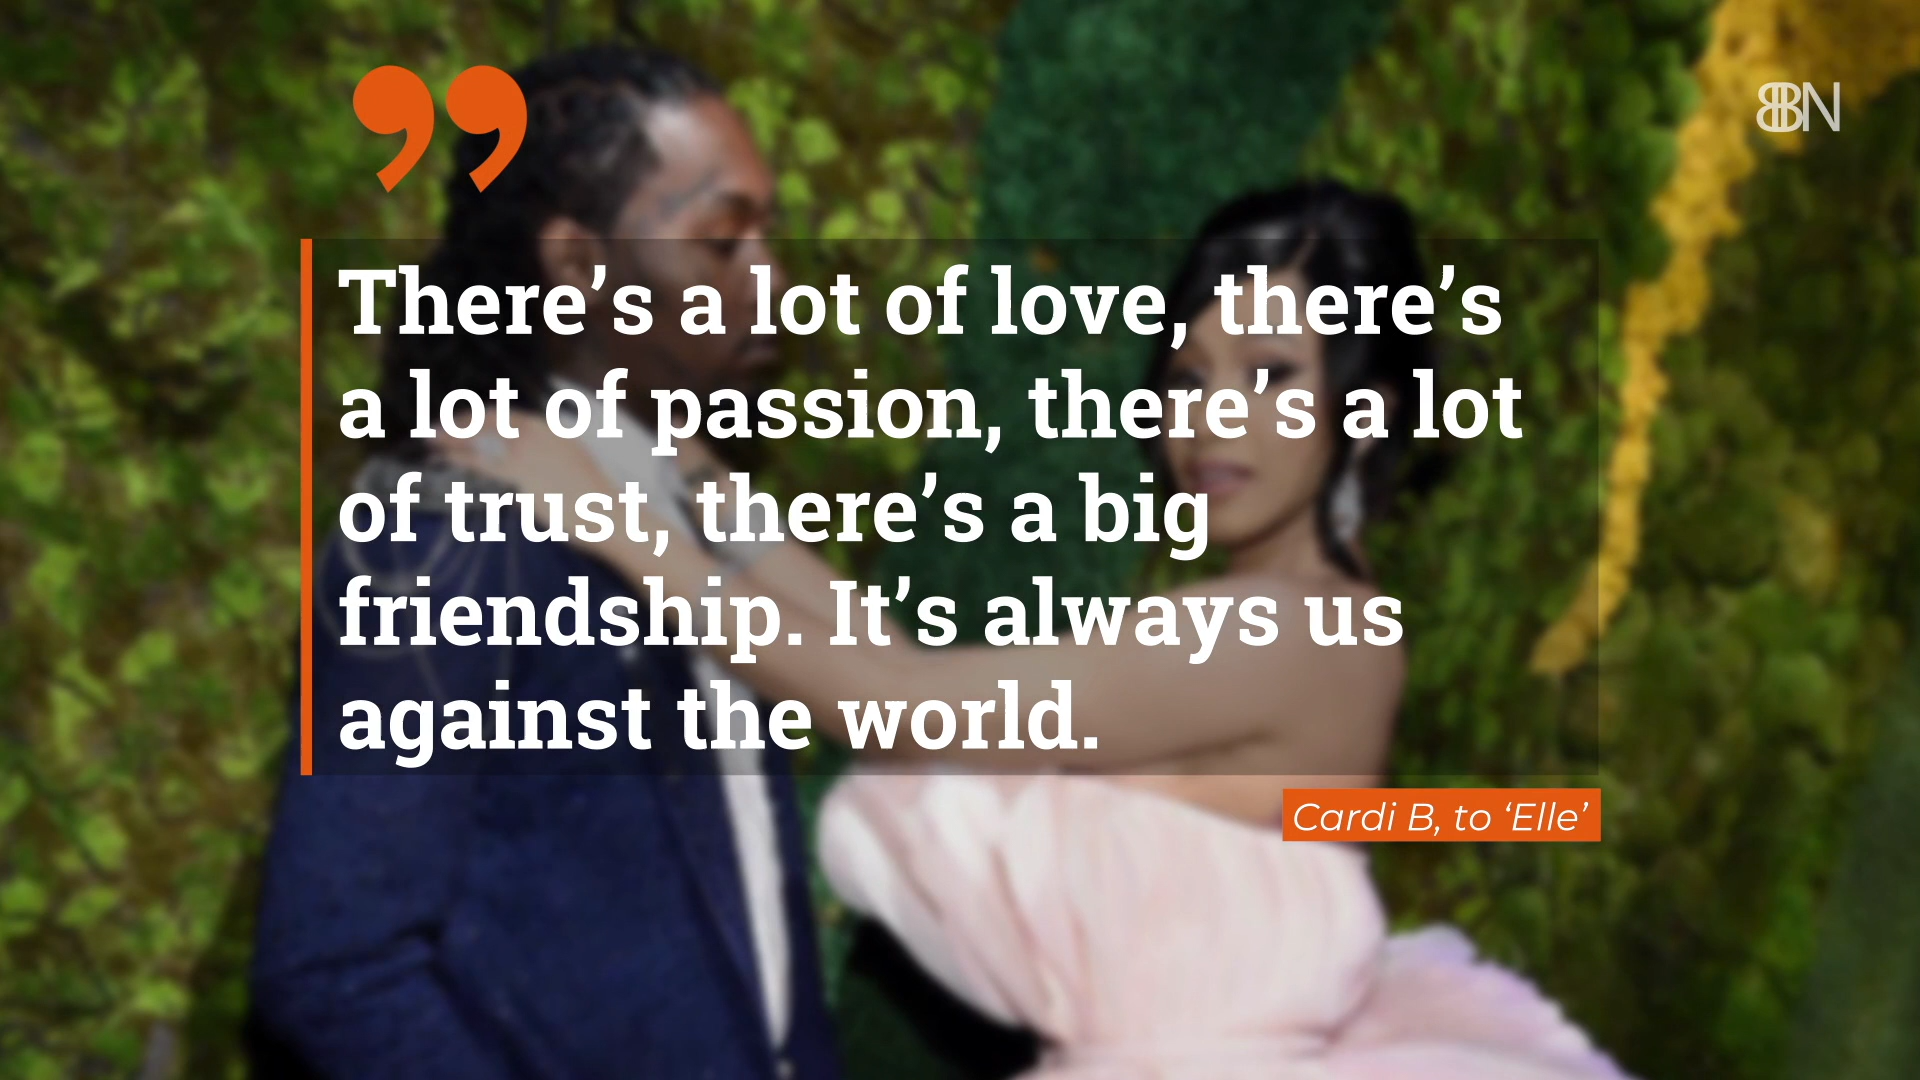 BBN
There’s a lot of love, there’s
a lot of passion, there’s a lot
of trust, there’s a big
friendship. It’s always us
against the world.
Cardi B, to ‘Elle’